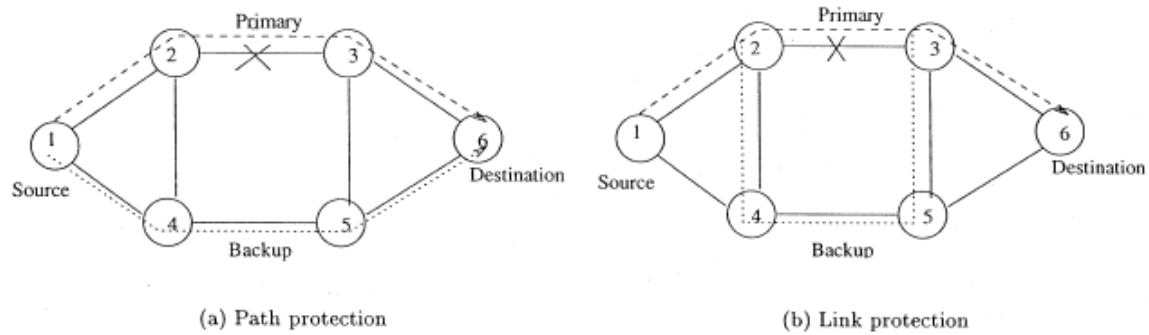 Primary
2
3
1
6
Source
Destination
4
5
Backup
(a) Path protection
Primary
2
3
1
6
Source
Destination
4
5
Backup
(b) Link protection